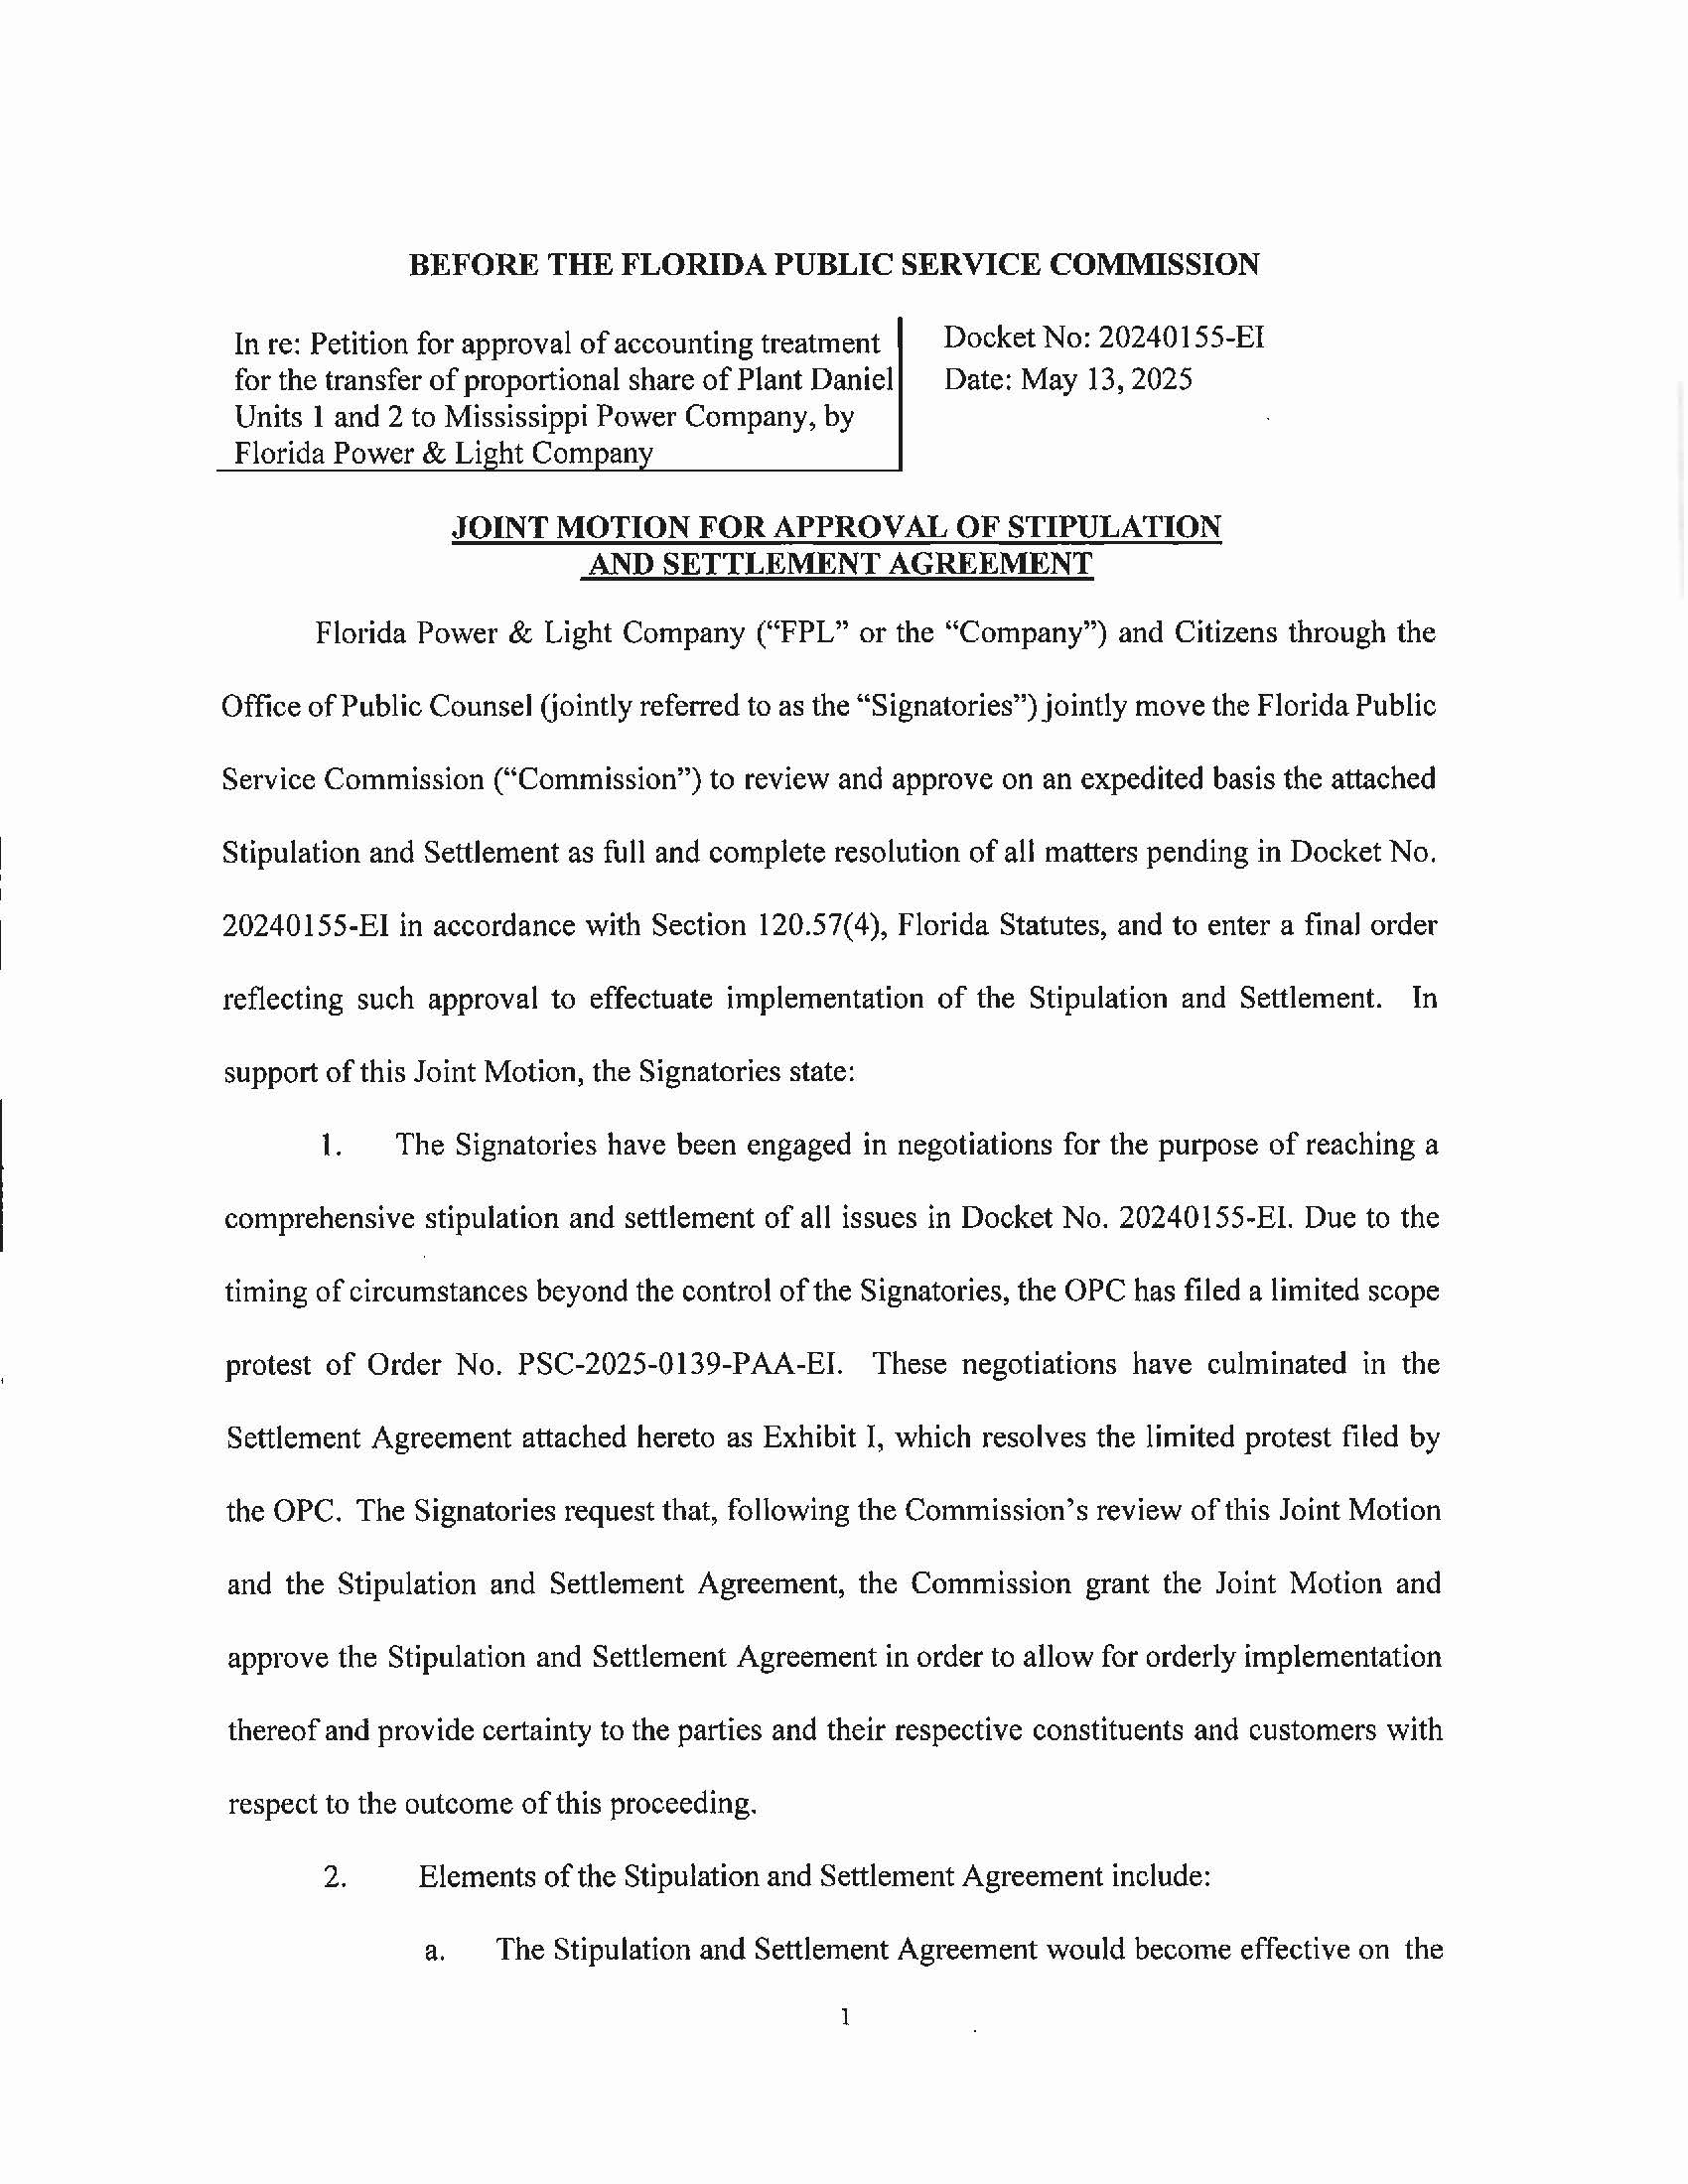 BEFORE THE FLORIDA PUBLIC SERVICE COMMISSION
In re: Petition for approval of accounting treatment
for the transfer of proportional share of Plant Daniel
Units 1 and 2 to Mississippi Power Company, by
Florida Power & Light Company
Docket No: 20240155-EI
Date: May 13, 2025
JOINT MOTION FOR APPROVAL OF STIPULATION
AND SETTLEMENT AGREEMENT
Florida Power & Light Company (“FPL” or the “Company”) and Citizens through the
Office of Public Counsel (jointly referred to as the “Signatories”) jointly move the Florida Public
Service Commission (“Commission”) to review and approve on an expedited basis the attached
Stipulation and Settlement as full and complete resolution of all matters pending in Docket No.
20240155-EI in accordance with Section 120.57(4), Florida Statutes, and to enter a final order
reflecting such approval to effectuate implementation of the Stipulation and Settlement. In
support of this Joint Motion, the Signatories state:
1. The Signatories have been engaged in negotiations for the purpose of reaching a
comprehensive stipulation and settlement of all issues in Docket No. 20240155-EI. Due to the
timing of circumstances beyond the control of the Signatories, the OPC has filed a limited scope
protest of Order No. PSC-2025-0139-PAA-EI. These negotiations have culminated in the
Settlement Agreement attached hereto as Exhibit I, which resolves the limited protest filed by
the OPC. The Signatories request that, following the Commission’s review of this Joint Motion
and the Stipulation and Settlement Agreement, the Commission grant the Joint Motion and
approve the Stipulation and Settlement Agreement in order to allow for orderly implementation
thereof and provide certainty to the parties and their respective constituents and customers with
respect to the outcome of this proceeding.
2. Elements of the Stipulation and Settlement Agreement include:
a. The Stipulation and Settlement Agreement would become effective on the
1